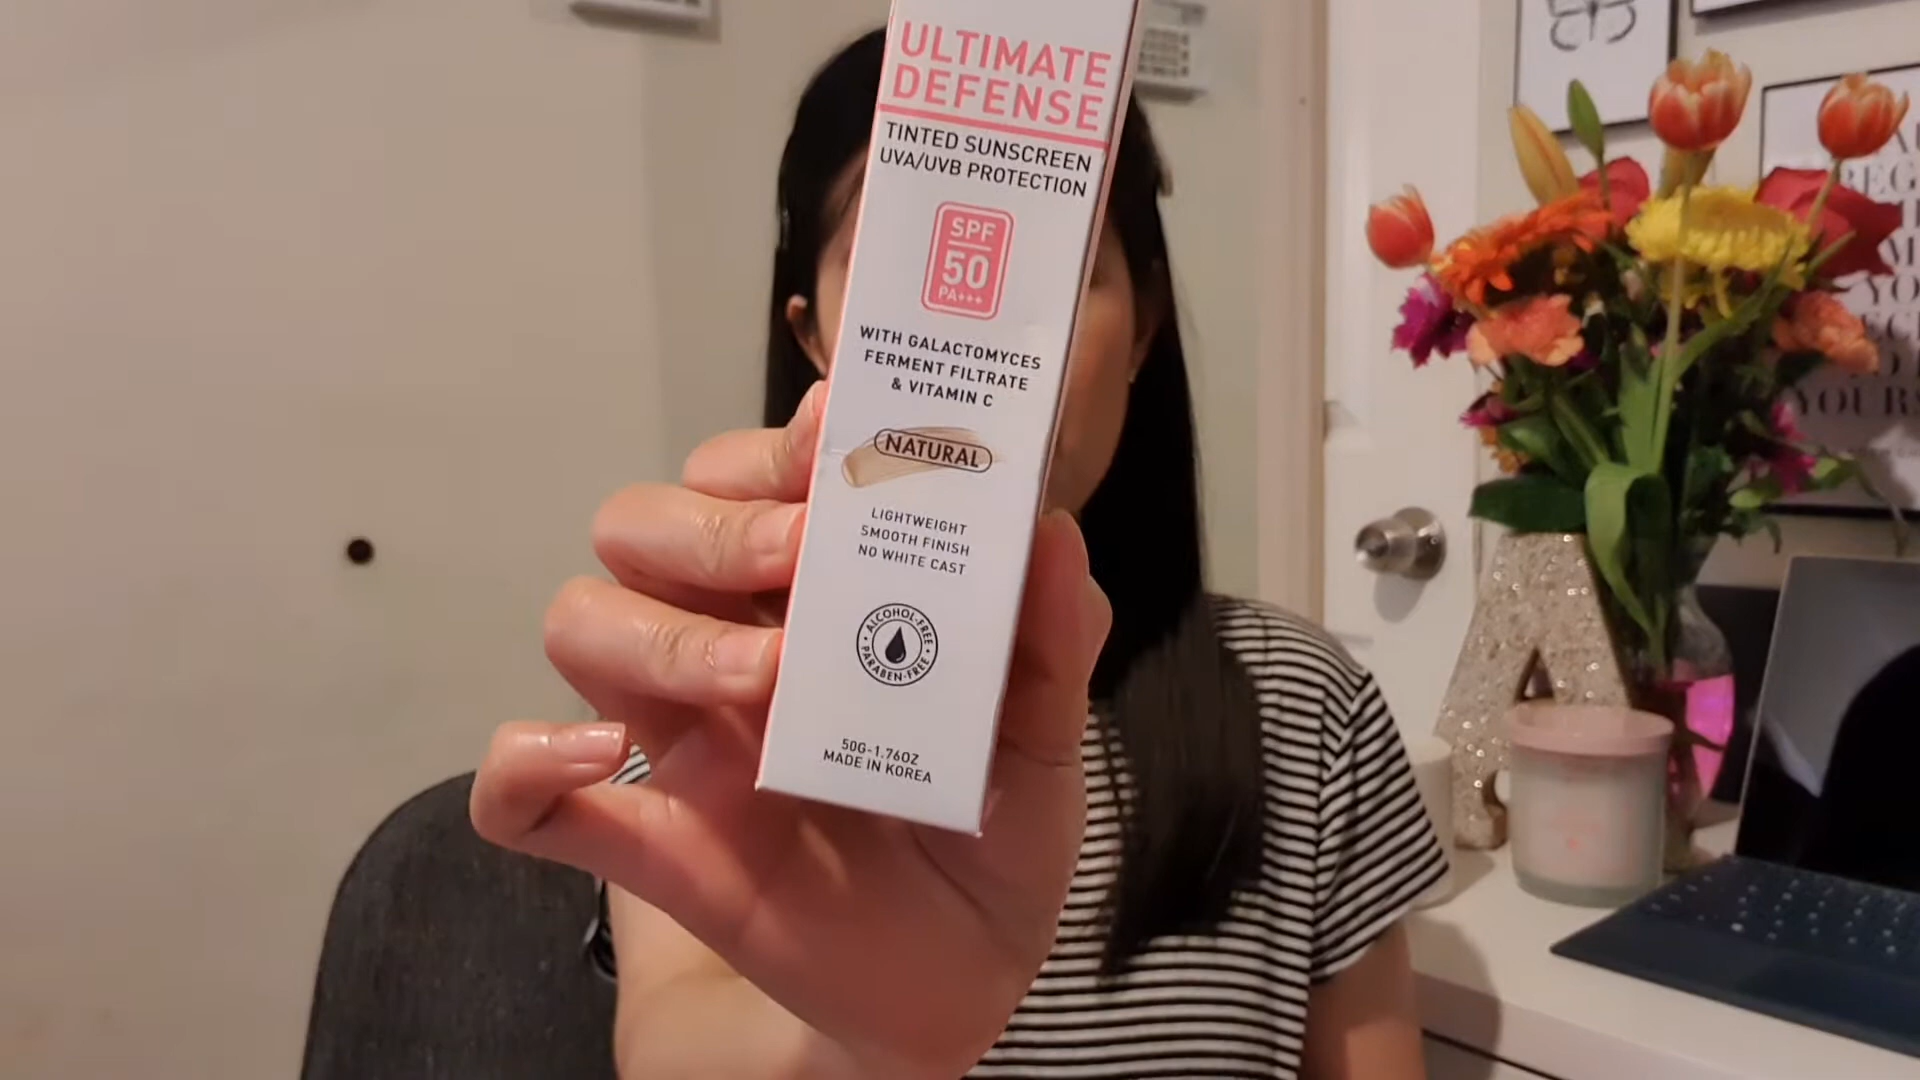 ULTIMATE
DEFENSE
TINTED SUNSCREEN
UVA/UVB PROTECTION
SPF
50
PA+++
WITH GALACTOMYCES
FERMENT FILTRATE
& VITAMIN C
NATURAL
LIGHTWEIGHT
SMOOTH FINISH
NO WHITE CAST
ALCOHOL-FREE
PARABEN-FREE
50G-1.76OZ
MADE IN KOREA
A
YOURS